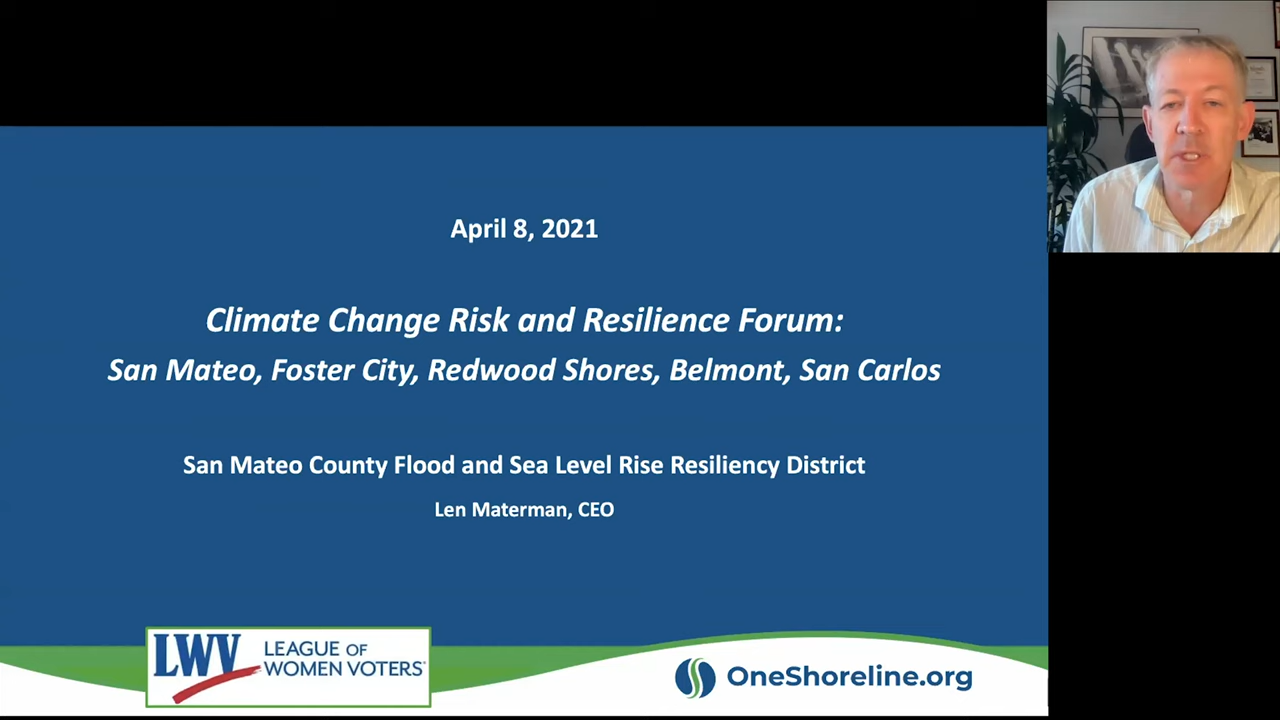 April 8, 2021
Climate Change Risk and Resilience Forum:
San Mateo, Foster City, Redwood Shores, Belmont, San Carlos
San Mateo County Flood and Sea Level Rise Resiliency District
Len Materman, CEO
LWV LEAGUE OF
WOMEN VOTERS®
OneShoreline.org